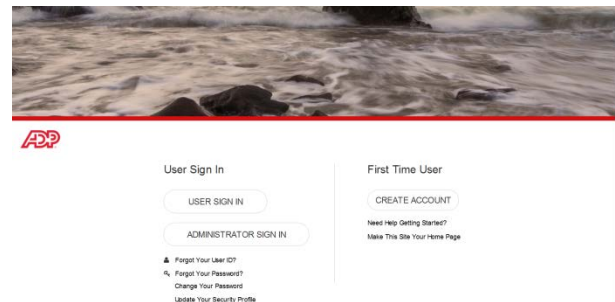 ADP
User Sign In
USER SIGN IN
ADMINISTRATOR SIGN IN
Forgot Your User ID?
Forgot Your Password?
Change Your Password
Update Your Security Profile
First Time User
CREATE ACCOUNT
Need Help Getting Started?
Make This Site Your Home Page